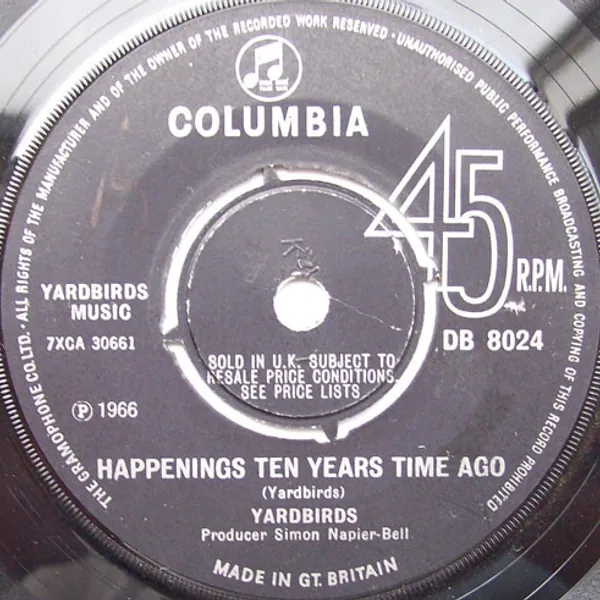 THE GRAMOPHONE CO. LTD. · ALL RIGHTS OF THE MANUFACTURER AND OF THE OWNER OF THE RECORDED WORK RESERVED · UNAUTHORISED PUBLIC PERFORMANCE BROADCASTING AND COPYING OF THIS RECORD PROHIBITED
COLUMBIA
45
R.P.M.
YARDBIRDS
MUSIC
7XCA 30661
DB 8024
SOLD IN U.K. SUBJECT TO
RESALE PRICE CONDITIONS,
SEE PRICE LISTS
℗ 1966
HAPPENINGS TEN YEARS TIME AGO
(Yardbirds)
YARDBIRDS
Producer Simon Napier-Bell
MADE IN GT. BRITAIN